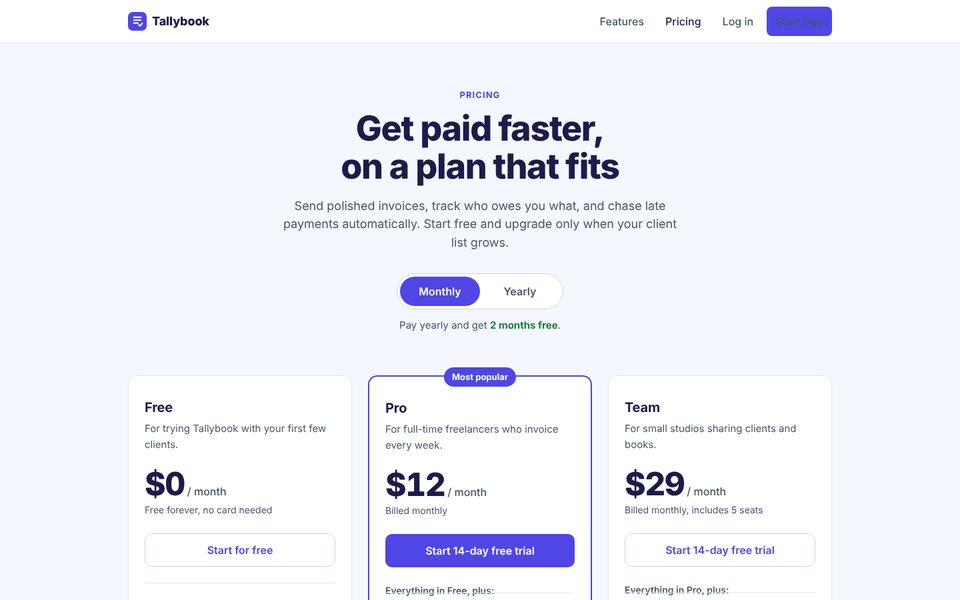 Tallybook
Features
Pricing
Log in
Start free
PRICING
Get paid faster,
on a plan that fits
Send polished invoices, track who owes you what, and chase late
payments automatically. Start free and upgrade only when your client
list grows.
Monthly
Yearly
Pay yearly and get 2 months free.
Free
For trying Tallybook with your first few
clients.
$0 / month
Free forever, no card needed
Start for free
Most popular
Pro
For full-time freelancers who invoice
every week.
$12 / month
Billed monthly
Start 14-day free trial
Everything in Free, plus:
Team
For small studios sharing clients and
books.
$29 / month
Billed monthly, includes 5 seats
Start 14-day free trial
Everything in Pro, plus: